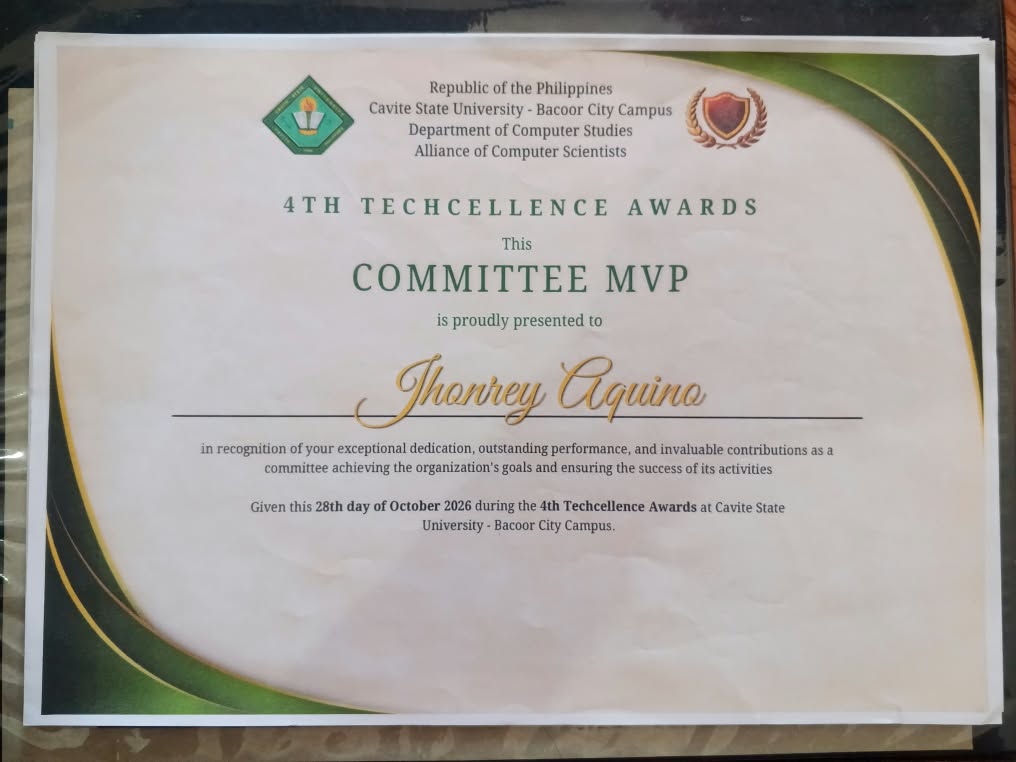 Republic of the Philippines
Cavite State University - Bacoor City Campus
Department of Computer Studies
Alliance of Computer Scientists
4TH TECHCELLENCE AWARDS
This
COMMITTEE MVP
is proudly presented to
Jhonrey Aquino
in recognition of your exceptional dedication, outstanding performance, and invaluable contributions as a
committee achieving the organization's goals and ensuring the success of its activities
Given this 28th day of October 2026 during the 4th Techcellence Awards at Cavite State
University - Bacoor City Campus.